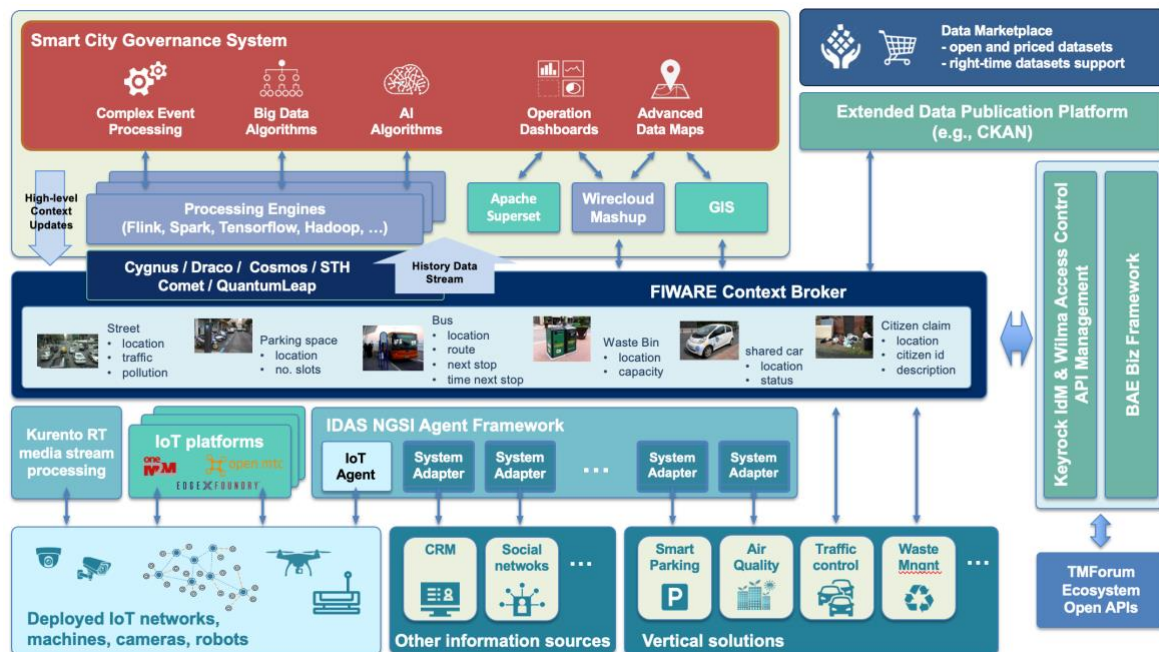 Smart City Governance System
Complex Event
Processing
Big Data
Algorithms
AI
Algorithms
Operation
Dashboards
Advanced
Data Maps
Data Marketplace
- open and priced datasets
- right-time datasets support
Extended Data Publication Platform
(e.g., CKAN)
High-level
Context
Updates
Processing Engines
(Flink, Spark, Tensorflow, Hadoop, ...)
Apache
Superset
Wirecloud
Mashup
GIS
Cygnus / Draco / Cosmos / STH
Comet / QuantumLeap
History Data
Stream
FIWARE Context Broker
Street
• location
• traffic
• pollution
Parking space
• location
• no. slots
Bus
• location
• route
• next stop
• time next stop
Waste Bin
• location
• capacity
shared car
• location
• status
Citizen claim
• location
• citizen id
• description
Keyrock IdM & Wilma Access Control
API Management
BAE Biz Framework
Kurento RT
media stream
processing
IoT platforms
one
M2M
open mtc
EDGE X FOUNDRY
IDAS NGSI Agent Framework
IoT
Agent
System
Adapter
System
Adapter
...
System
Adapter
System
Adapter
Deployed IoT networks,
machines, cameras, robots
CRM
Social
netwoks
...
Other information sources
Smart
Parking
P
Air
Quality
Traffic
control
Waste
Mngnt
...
Vertical solutions
TMForum
Ecosystem
Open APIs